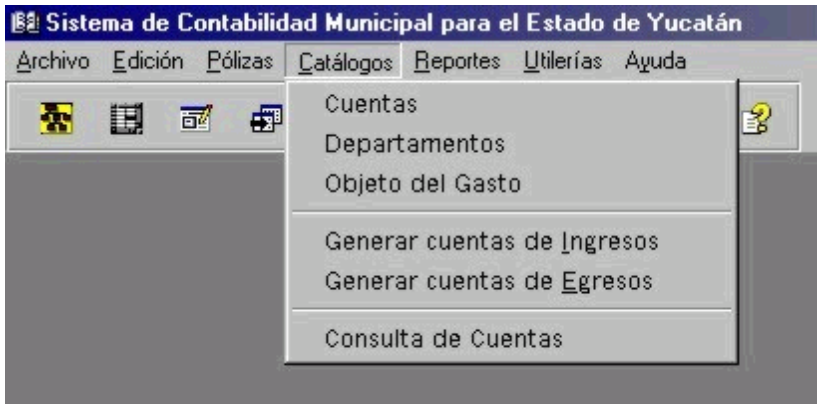 Sistema de Contabilidad Municipal para el Estado de Yucatán
Archivo Edición Pólizas Catálogos Reportes Utilerías Ayuda
Cuentas
Departamentos
Objeto del Gasto
Generar cuentas de Ingresos
Generar cuentas de Egresos
Consulta de Cuentas